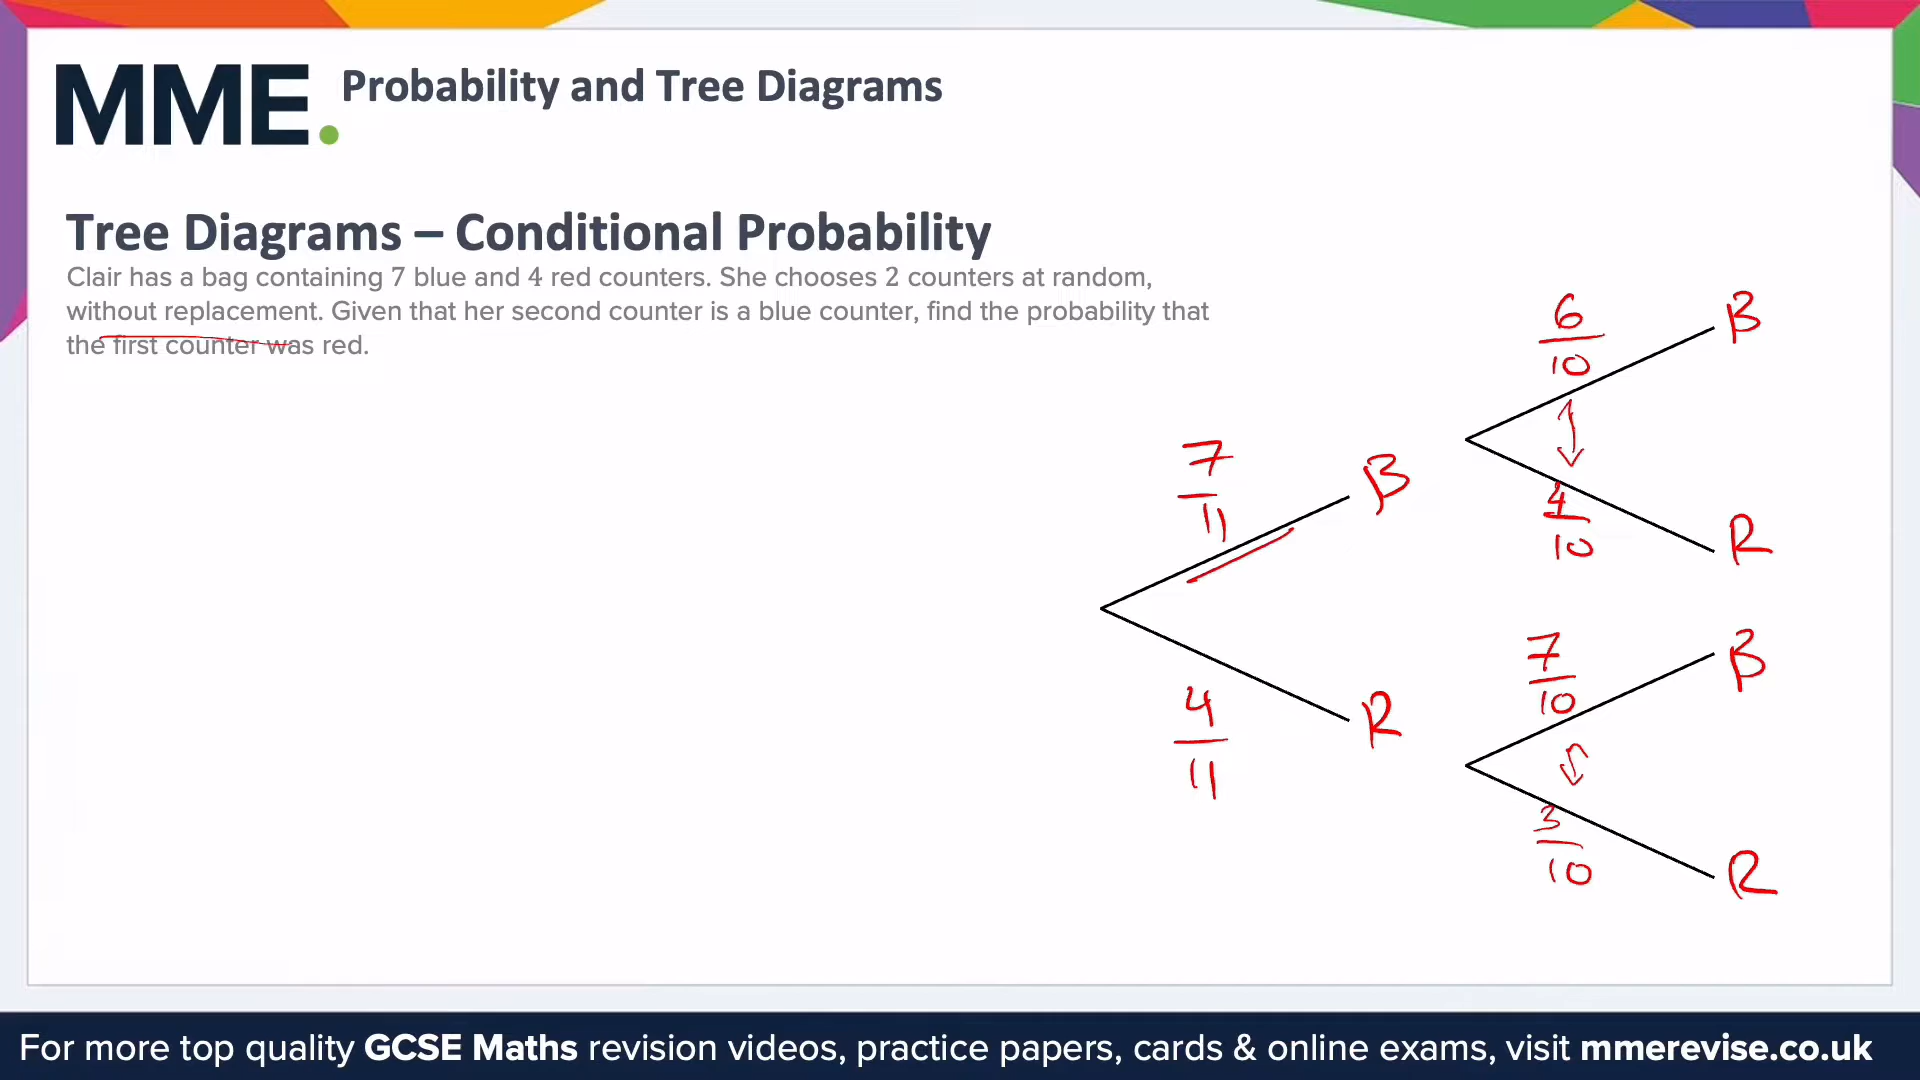 MME.
Probability and Tree Diagrams
Tree Diagrams – Conditional Probability
Clair has a bag containing 7 blue and 4 red counters. She chooses 2 counters at random,
without replacement. Given that her second counter is a blue counter, find the probability that
the first counter was red.
7
11
B
4
11
R
6
10
B
4
10
R
7
10
B
3
10
R
For more top quality GCSE Maths revision videos, practice papers, cards & online exams, visit mmerevise.co.uk